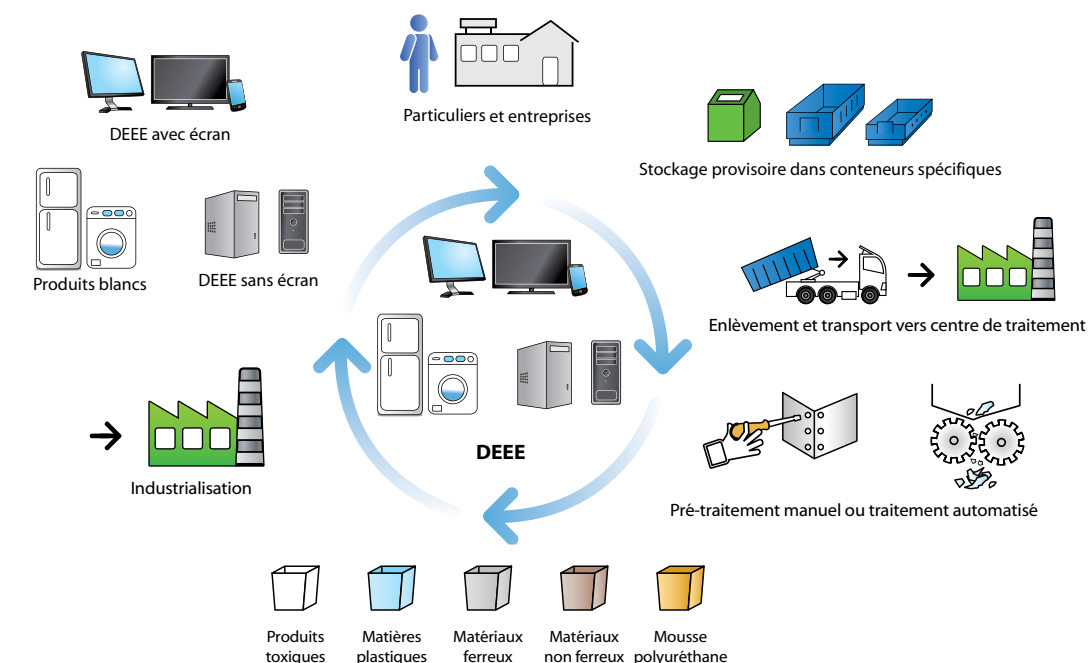 Particuliers et entreprises
DEEE avec écran
Stockage provisoire dans conteneurs spécifiques
Produits blancs
DEEE sans écran
Enlèvement et transport vers centre de traitement
DEEE
Industrialisation
Pré-traitement manuel ou traitement automatisé
Produits
toxiques
Matières
plastiques
Matériaux
ferreux
Matériaux
non ferreux
Mousse
polyuréthane